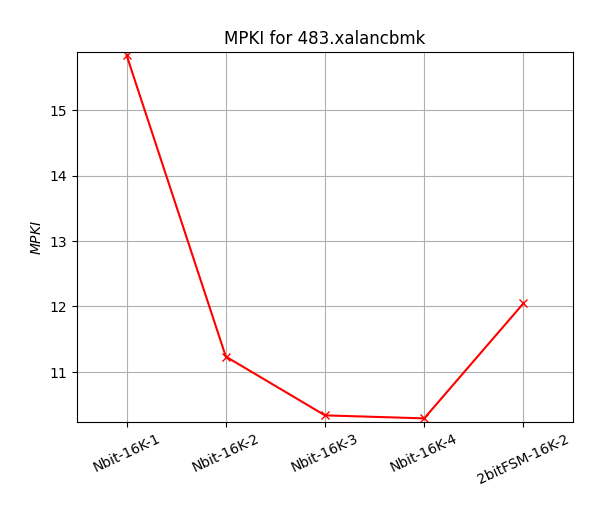 MPKI for 483.xalancbmk
MPKI
15
14
13
12
11
Nbit-16K-1
Nbit-16K-2
Nbit-16K-3
Nbit-16K-4
2bitFSM-16K-2